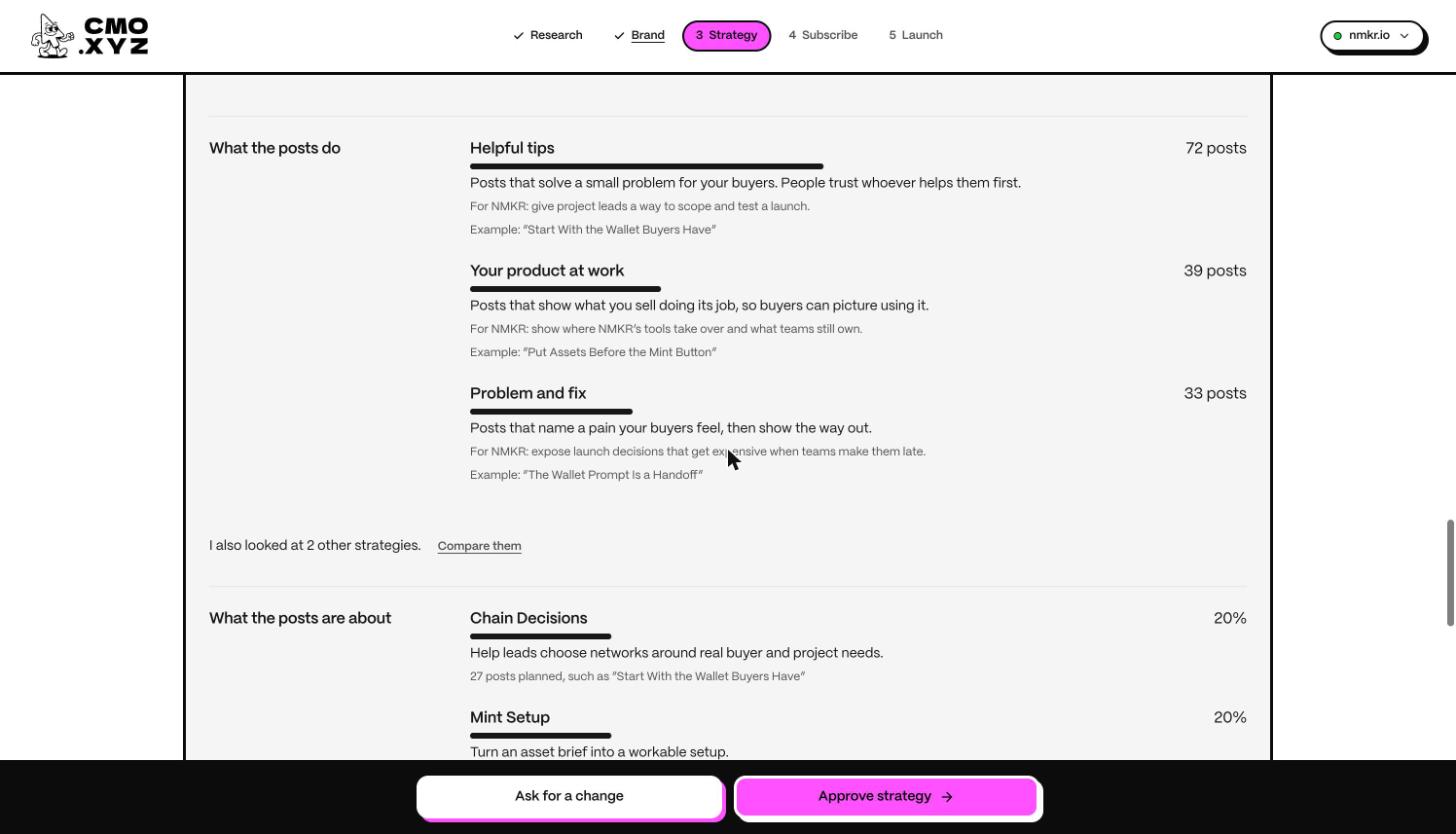 CMO
.XYZ
Research
Brand
3 Strategy
4 Subscribe
5 Launch
nmkr.io
What the posts do
Helpful tips
72 posts
Posts that solve a small problem for your buyers. People trust whoever helps them first.
For NMKR: give project leads a way to scope and test a launch.
Example: “Start With the Wallet Buyers Have”
Your product at work
39 posts
Posts that show what you sell doing its job, so buyers can picture using it.
For NMKR: show where NMKR’s tools take over and what teams still own.
Example: “Put Assets Before the Mint Button”
Problem and fix
33 posts
Posts that name a pain your buyers feel, then show the way out.
For NMKR: expose launch decisions that get expensive when teams make them late.
Example: “The Wallet Prompt Is a Handoff”
I also looked at 2 other strategies. Compare them
What the posts are about
Chain Decisions
20%
Help leads choose networks around real buyer and project needs.
27 posts planned, such as “Start With the Wallet Buyers Have”
Mint Setup
20%
Turn an asset brief into a workable setup.
Ask for a change
Approve strategy